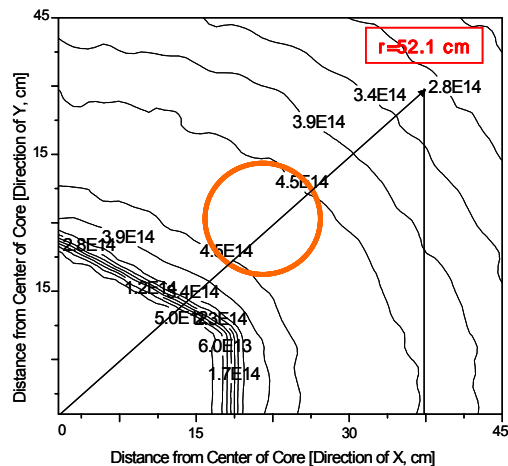 45
r=52.1 cm
2.8E14
3.4E14
3.9E14
15
4.5E14
3.9E14
2.8E14
4.5E14
15
1.2E14
3.4E14
5.0E12
2.3E14
6.0E13
1.7E14
0
15
30
45
Distance from Center of Core [Direction of Y, cm]
Distance from Center of Core [Direction of X, cm]